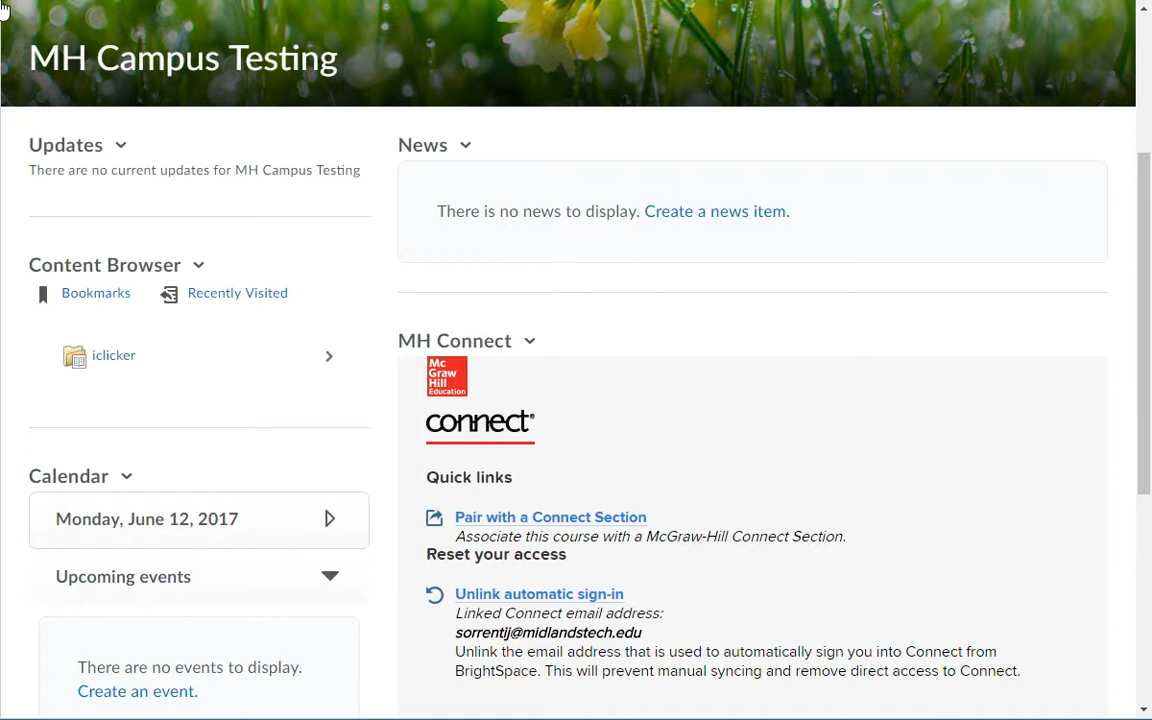 MH Campus Testing
Updates
There are no current updates for MH Campus Testing
Content Browser
Bookmarks
Recently Visited
iclicker
Calendar
Monday, June 12, 2017
Upcoming events
There are no events to display.
Create an event.
News
There is no news to display. Create a news item.
MH Connect
Mc
Graw
Hill
Education
connect®
Quick links
Pair with a Connect Section
Associate this course with a McGraw-Hill Connect Section.
Reset your access
Unlink automatic sign-in
Linked Connect email address:
sorrentij@midlandstech.edu
Unlink the email address that is used to automatically sign you into Connect from
BrightSpace. This will prevent manual syncing and remove direct access to Connect.